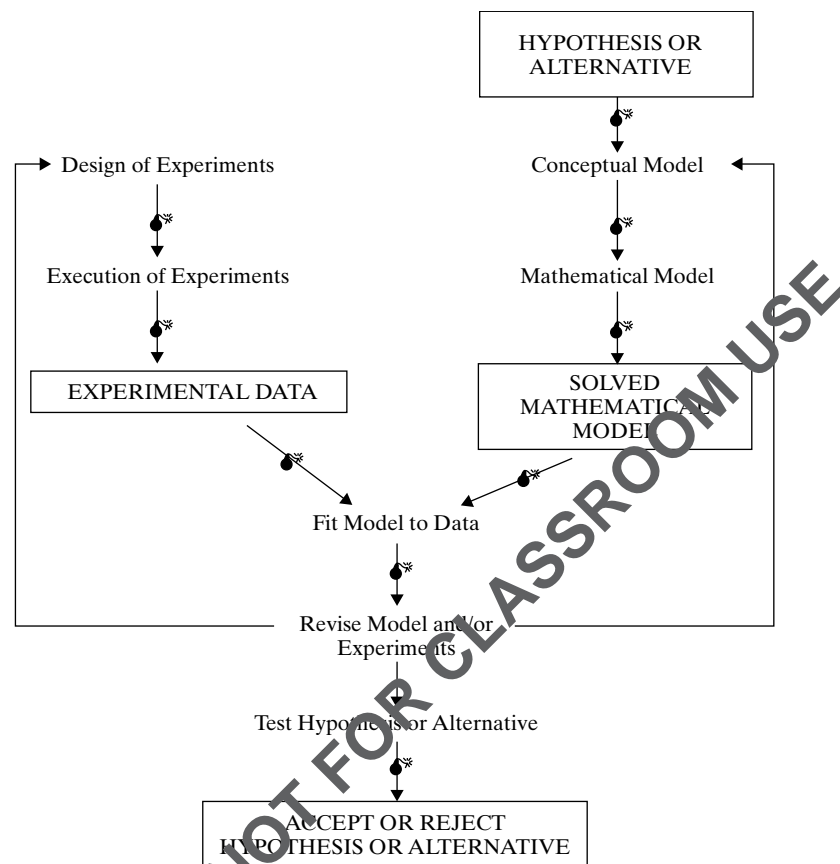 HYPOTHESIS OR
ALTERNATIVE
Design of Experiments
Conceptual Model
Execution of Experiments
Mathematical Model
EXPERIMENTAL DATA
SOLVED
MATHEMATICAL
MODEL
Fit Model to Data
Revise Model and/or
Experiments
Test Hypothesis or Alternative
ACCEPT OR REJECT
HYPOTHESIS OR ALTERNATIVE
NOT FOR CLASSROOM USE